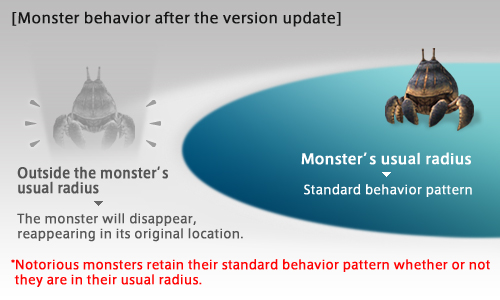 [Monster behavior after the version update]
Outside the monster´s
usual radius
The monster will disappear,
reappearing in its original location.
Monster´s usual radius
Standard behavior pattern
*Notorious monsters retain their standard behavior pattern whether or not
they are in their usual radius.